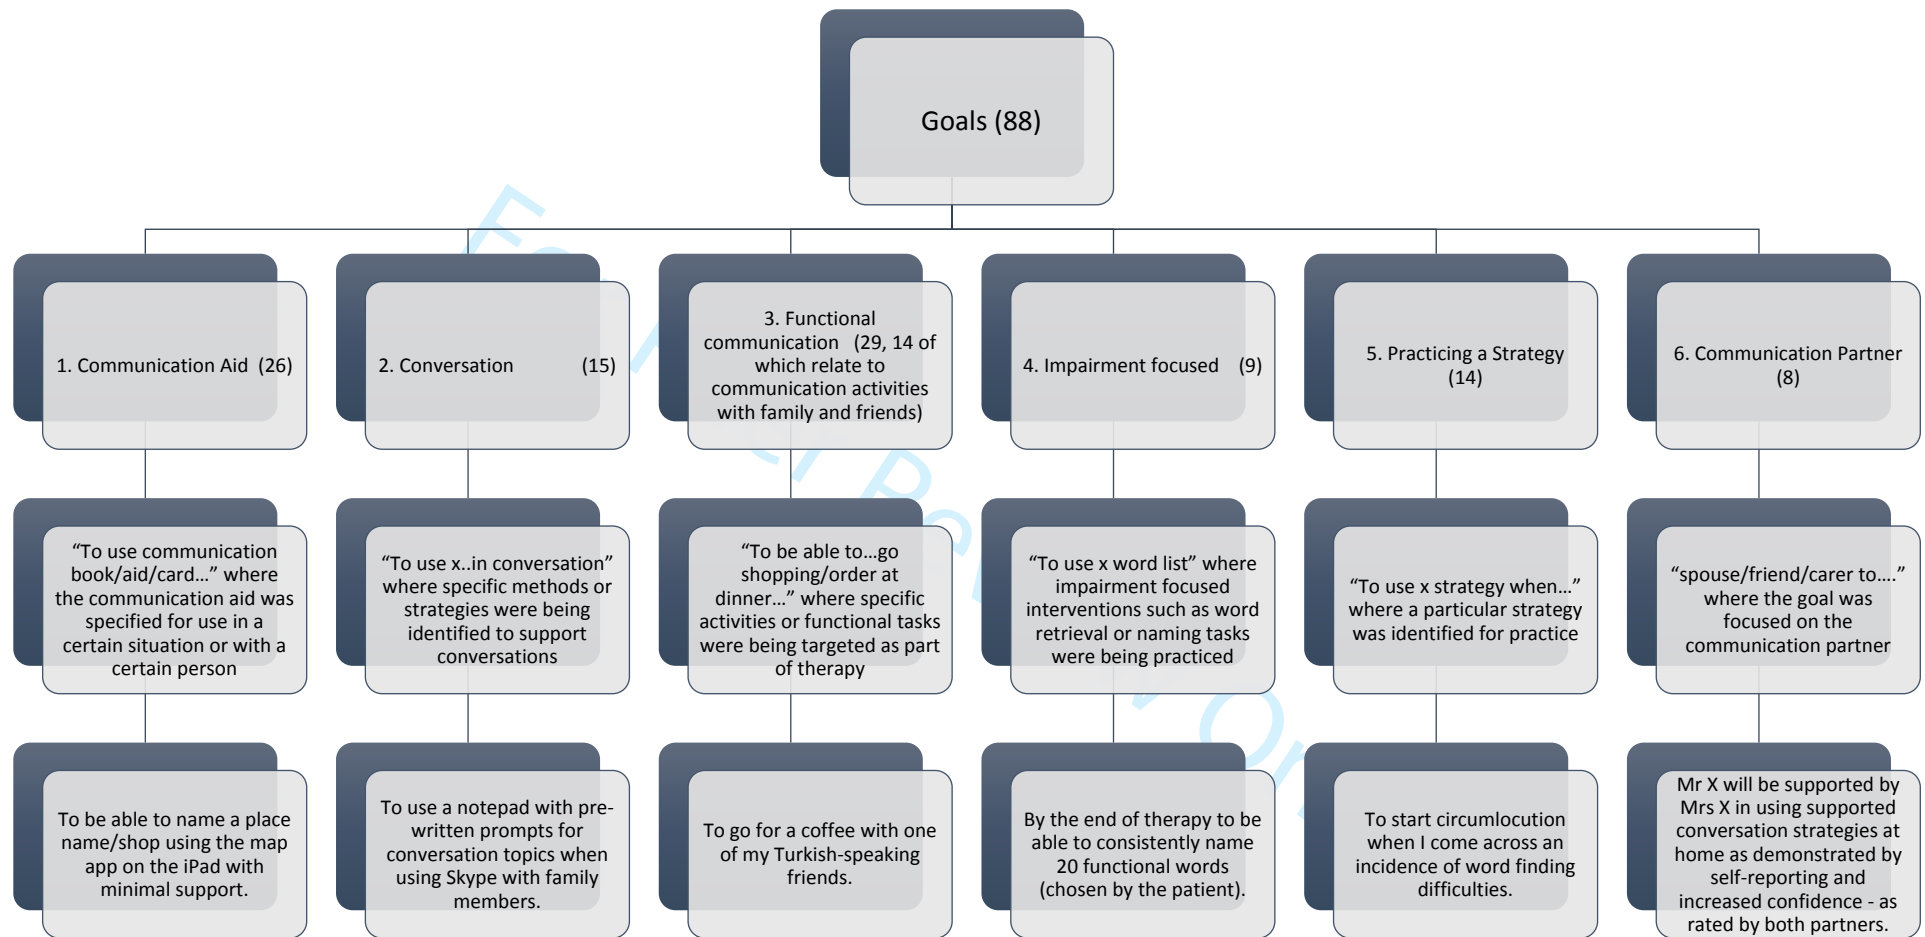 Goals (88)
1. Communication Aid (26)
2. Conversation (15)
3. Functional
communication (29, 14 of
which relate to
communication activities
with family and friends)
4. Impairment focused (9)
5. Practicing a Strategy
(14)
6. Communication Partner
(8)
“To use communication
book/aid/card...” where
the communication aid was
specified for use in a
certain situation or with a
certain person
“To use x..in conversation”
where specific methods or
strategies were being
identified to support
conversations
“To be able to...go
shopping/order at
dinner...” where specific
activities or functional tasks
were being targeted as part
of therapy
“To use x word list” where
impairment focused
interventions such as word
retrieval or naming tasks
were being practiced
“To use x strategy when...”
where a particular strategy
was identified for practice
“spouse/friend/carer to....”
where the goal was
focused on the
communication partner
To be able to name a place
name/shop using the map
app on the iPad with
minimal support.
To use a notepad with pre-
written prompts for
conversation topics when
using Skype with family
members.
To go for a coffee with one
of my Turkish-speaking
friends.
By the end of therapy to be
able to consistently name
20 functional words
(chosen by the patient).
To start circumlocution
when I come across an
incidence of word finding
difficulties.
Mr X will be supported by
Mrs X in using supported
conversation strategies at
home as demonstrated by
self-reporting and
increased confidence - as
rated by both partners.